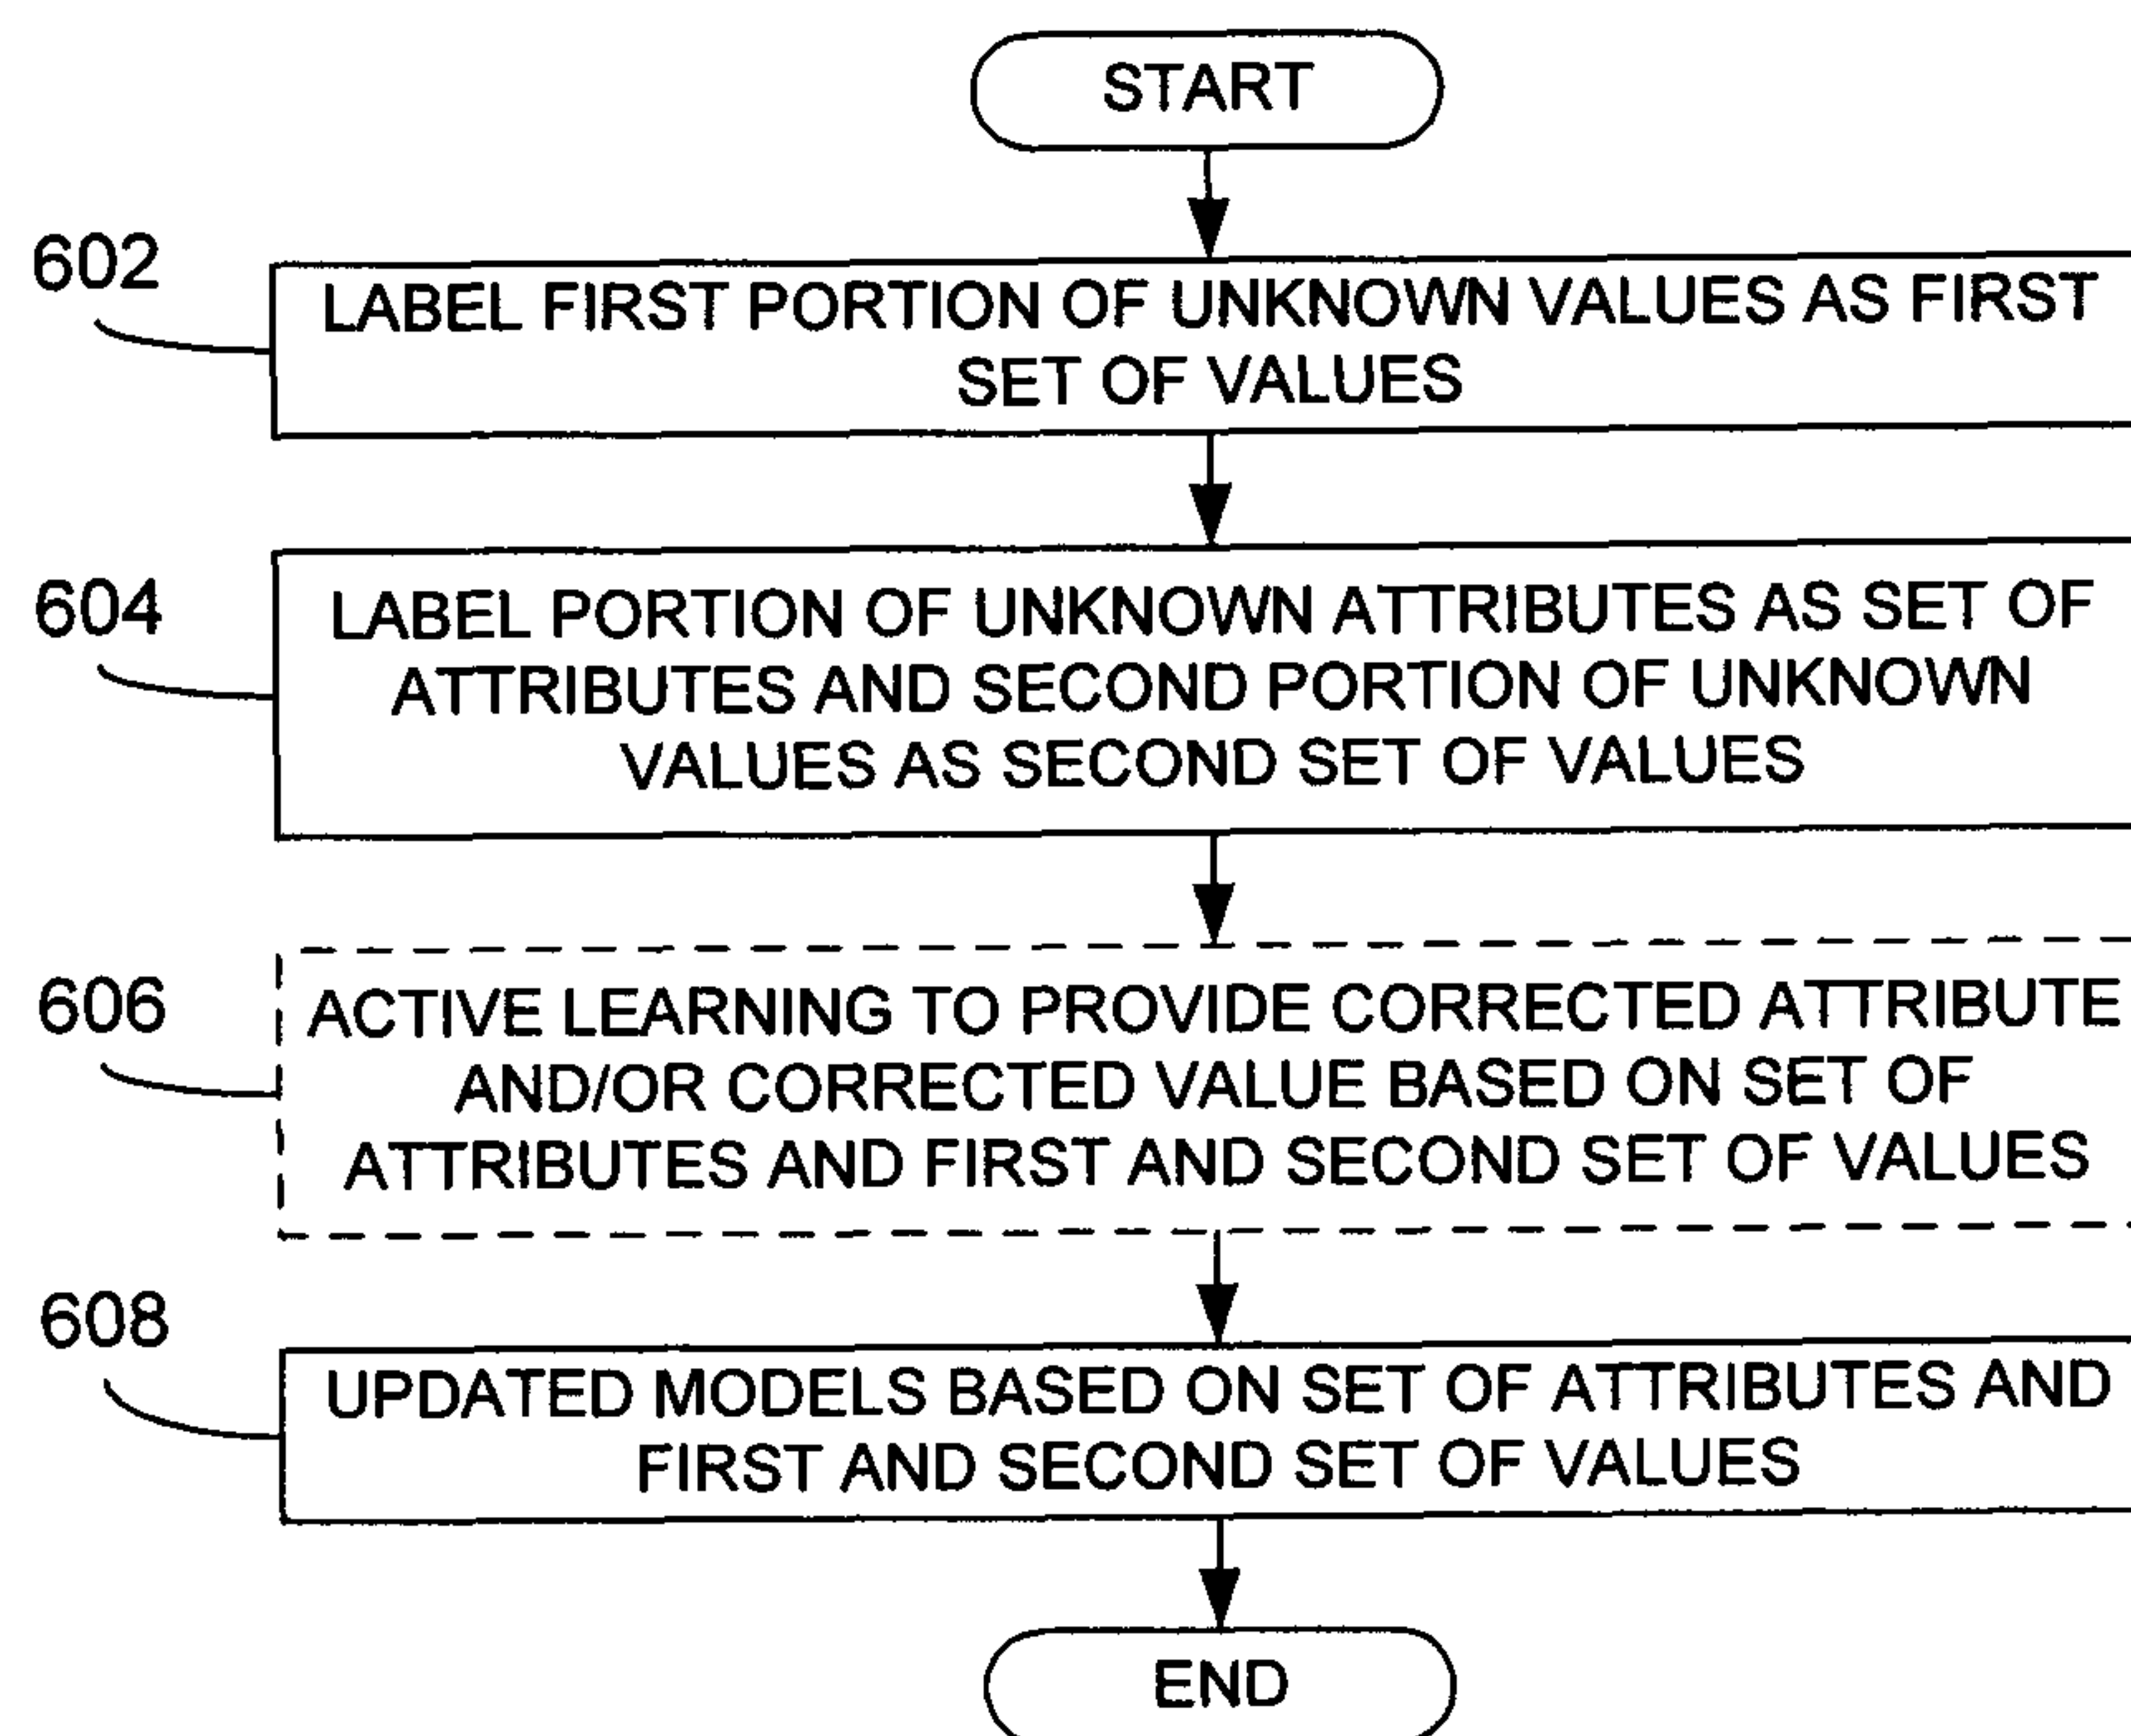 START
602
LABEL FIRST PORTION OF UNKNOWN VALUES AS FIRST
SET OF VALUES
604
LABEL PORTION OF UNKNOWN ATTRIBUTES AS SET OF
ATTRIBUTES AND SECOND PORTION OF UNKNOWN
VALUES AS SECOND SET OF VALUES
606
ACTIVE LEARNING TO PROVIDE CORRECTED ATTRIBUTE
AND/OR CORRECTED VALUE BASED ON SET OF
ATTRIBUTES AND FIRST AND SECOND SET OF VALUES
608
UPDATED MODELS BASED ON SET OF ATTRIBUTES AND
FIRST AND SECOND SET OF VALUES
END